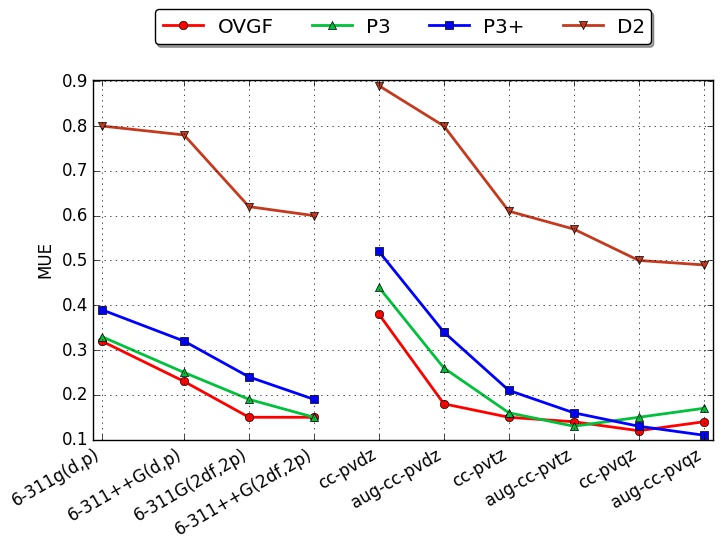 OVGF P3 P3+ D2
MUE
0.9
0.8
0.7
0.6
0.5
0.4
0.3
0.2
0.1
6-311g(d,p)
6-311++G(d,p)
6-311G(2df,2p)
6-311++G(2df,2p)
cc-pvdz
aug-cc-pvdz
cc-pvtz
aug-cc-pvtz
cc-pvqz
aug-cc-pvqz